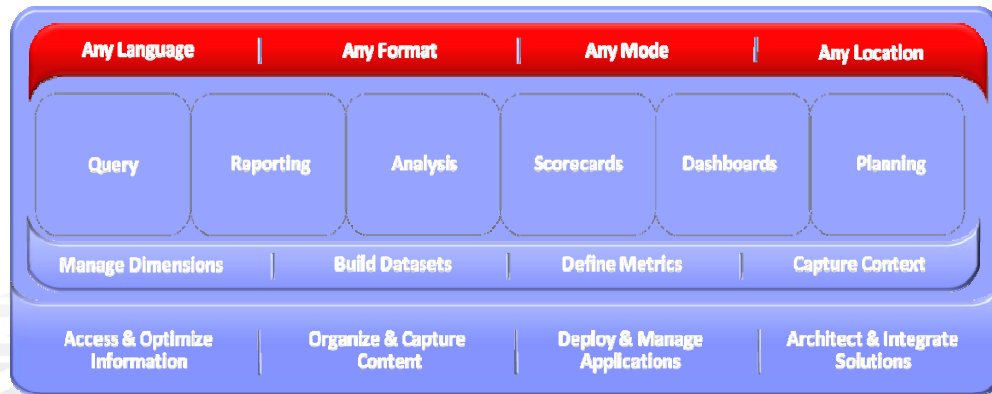 Any Language | Any Format | Any Mode | Any Location
Query Reporting Analysis Scorecards Dashboards Planning
Manage Dimensions | Build Datasets | Define Metrics | Capture Context
Access & Optimize
Information
Organize & Capture
Content
Deploy & Manage
Applications
Architect & Integrate
Solutions